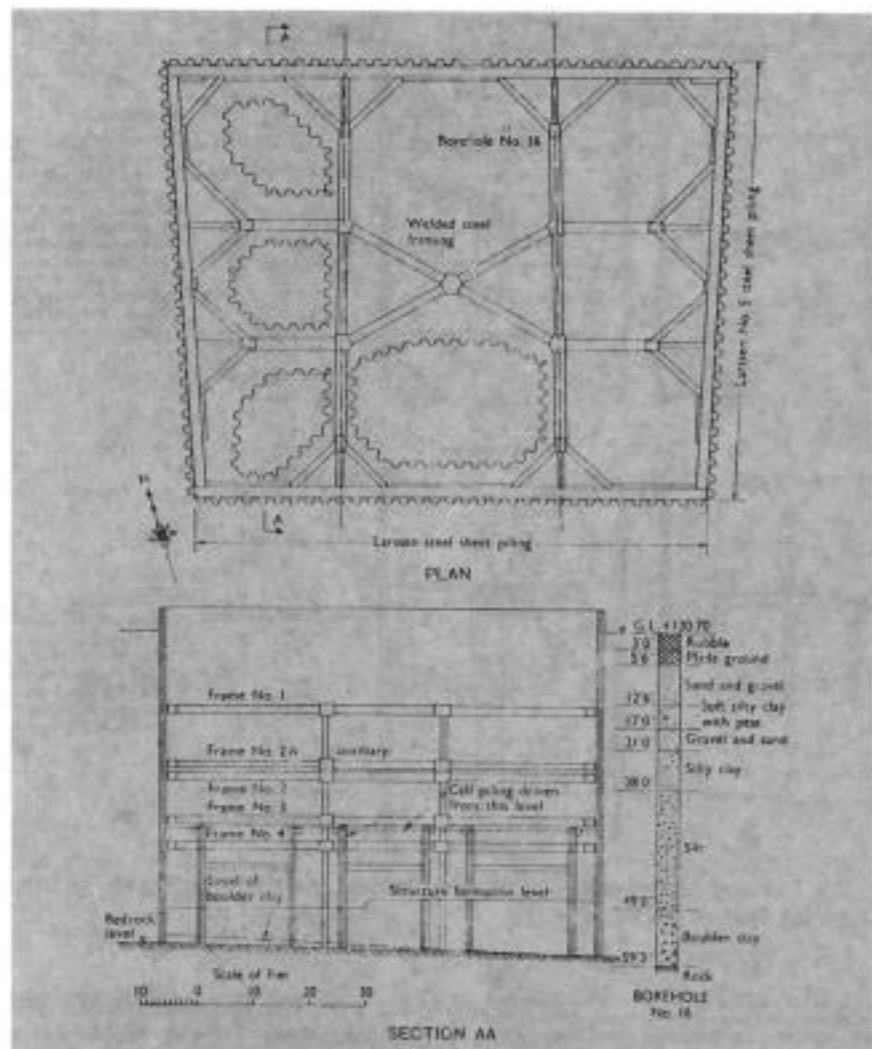 A
Borehole No. 16
Welded steel
framing
Larssen No 5 steel sheet piling
A
Larssen steel sheet piling
PLAN
G.L. +130.70
3'0 Rubble
5'6 Made ground
Frame No. 1
12'6
Sand and gravel
Soft silty clay
17'0
with peat
21'0
Gravel and sand
Frame No. 2A auxiliary
Silty clay
Frame No. 2
Cell piling driven
from this level
Frame No. 3
Frame No. 4
Silt
Level of
boulder clay
Structure formation level
49'0
Bedrock
level
Boulder clay
59'3
Rock
Scale of Feet
10 0 10 20 30
BOREHOLE
No. 16
SECTION AA